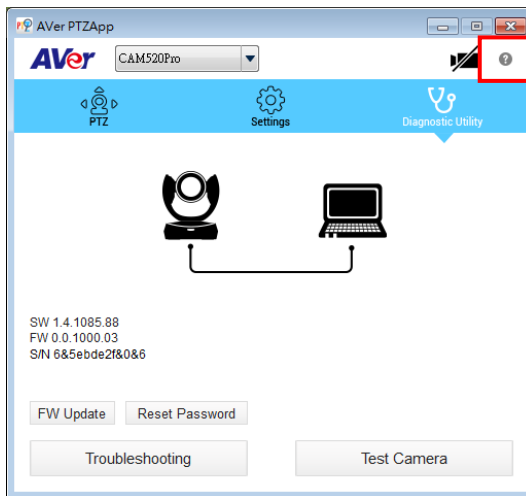 AVer PTZApp
AVer CAM520Pro ?
PTZ Settings Diagnostic Utility
SW 1.4.1085.88
FW 0.0.1000.03
S/N 6&5ebde2f&0&6
FW Update Reset Password
Troubleshooting Test Camera